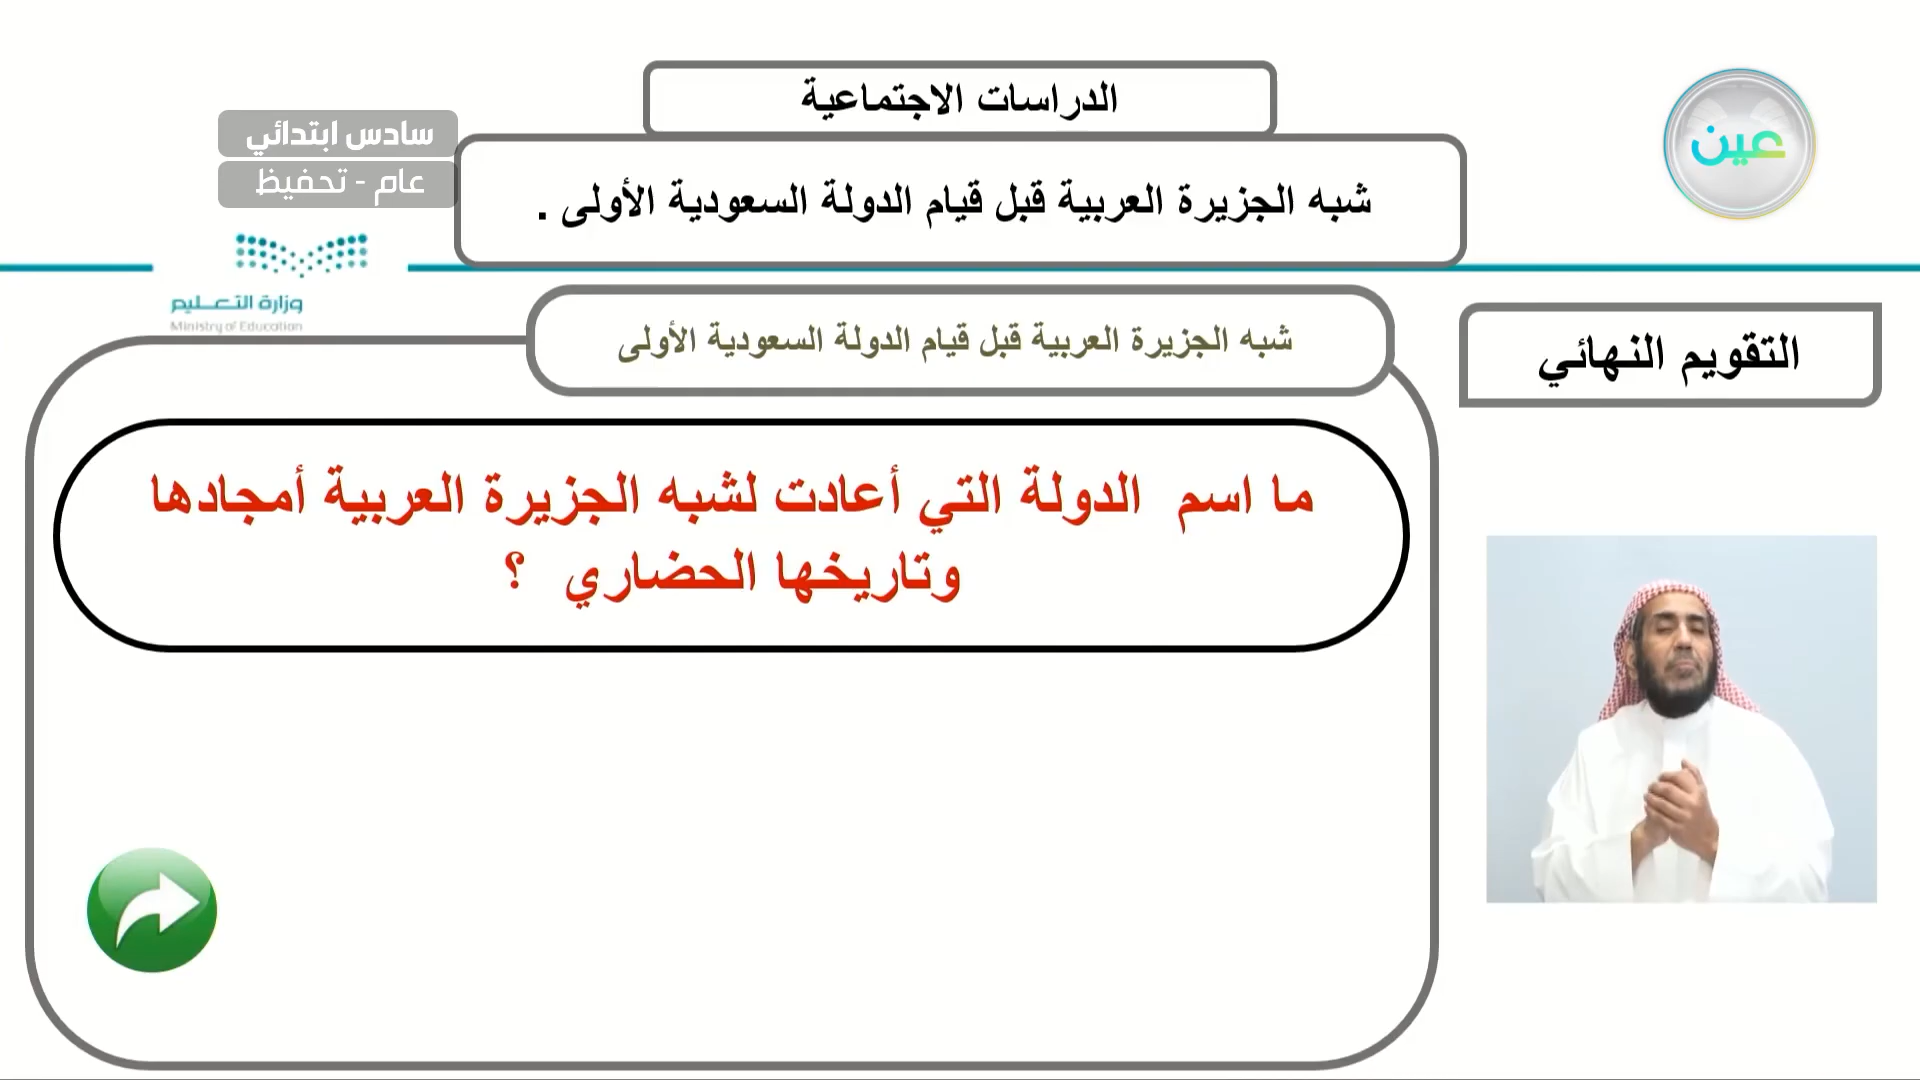 الدراسات الاجتماعية
عين
سادس ابتدائي
عام - تحفيظ
شبه الجزيرة العربية قبل قيام الدولة السعودية الأولى .
وزارة التعليم
Ministry of Education
شبه الجزيرة العربية قبل قيام الدولة السعودية الأولى
التقويم النهائي
ما اسم الدولة التي أعادت لشبه الجزيرة العربية أمجادها
وتاريخها الحضاري ؟